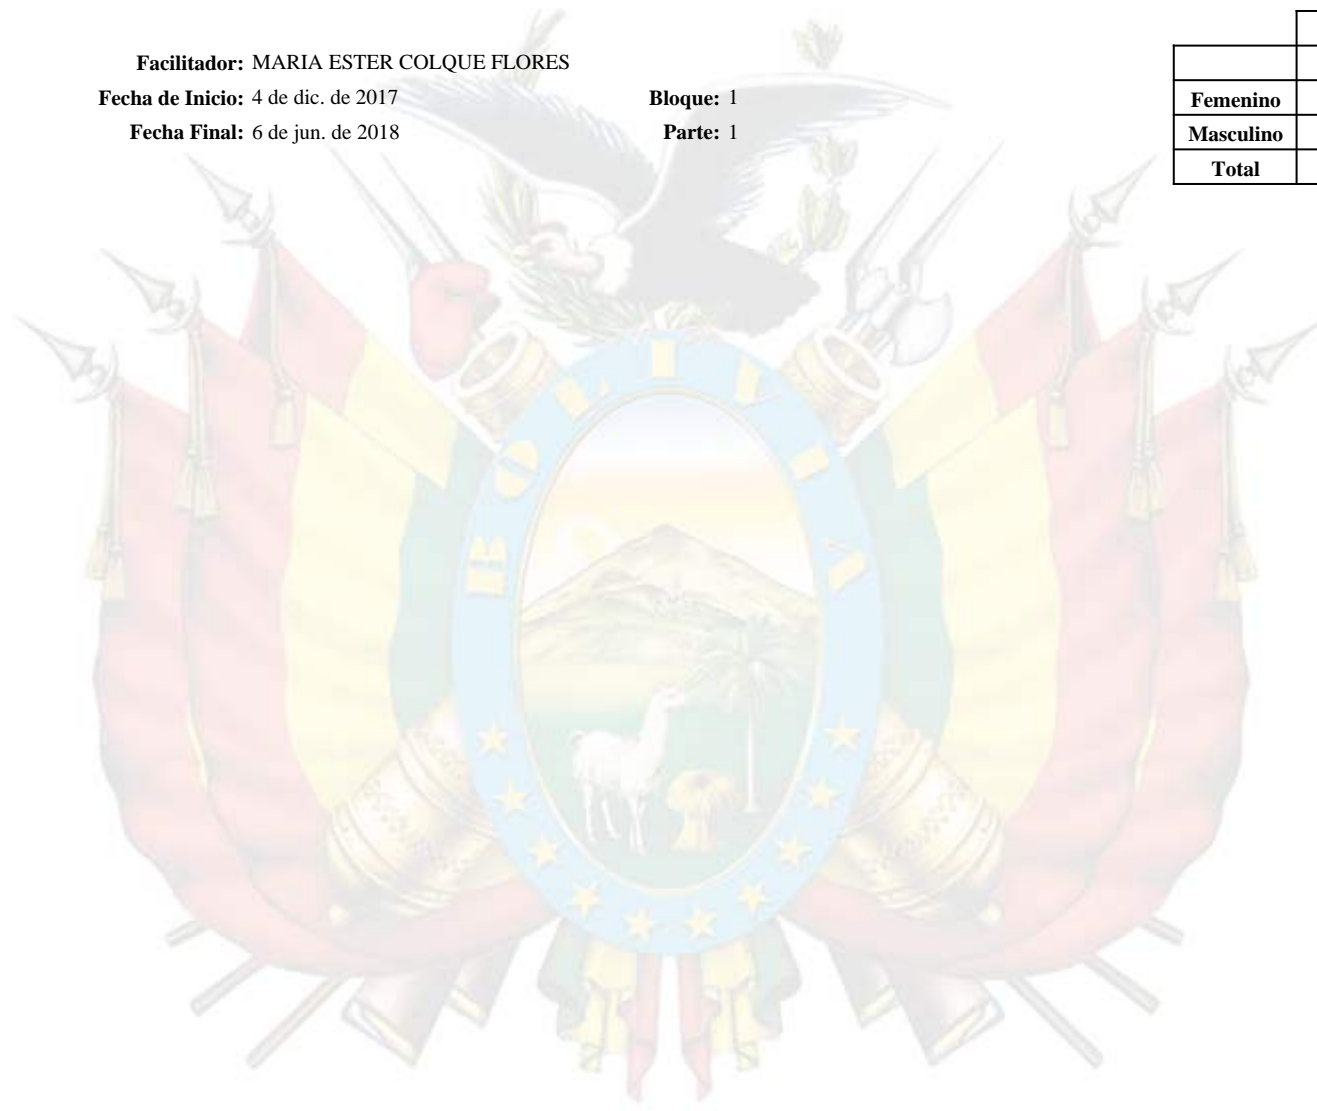 Facilitador: MARIA ESTER COLQUE FLORES
Fecha de Inicio: 4 de dic. de 2017 Bloque: 1
Fecha Final: 6 de jun. de 2018 Parte: 1
Femenino
Masculino
Total
BOLIVIA